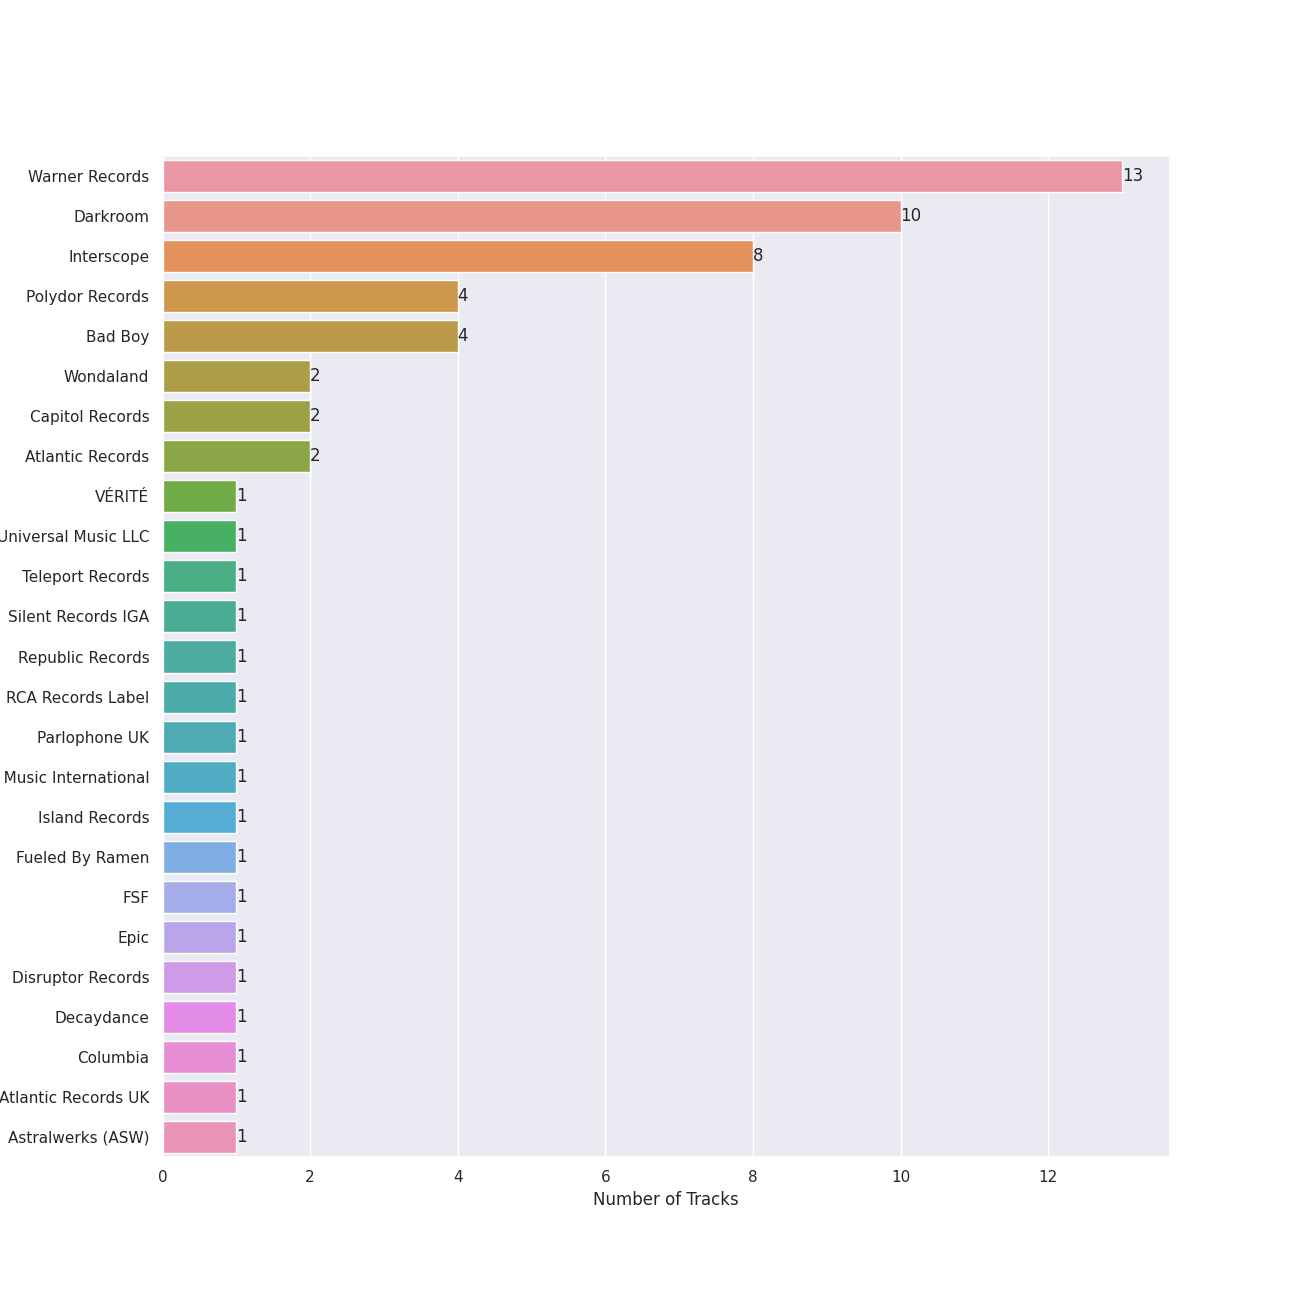 Warner Records 13
Darkroom 10
Interscope 8
Polydor Records 4
Bad Boy 4
Wondaland 2
Capitol Records 2
Atlantic Records 2
VÉRITÉ 1
Universal Music LLC 1
Teleport Records 1
Silent Records IGA 1
Republic Records 1
RCA Records Label 1
Parlophone UK 1
Music International 1
Island Records 1
Fueled By Ramen 1
FSF 1
Epic 1
Disruptor Records 1
Decaydance 1
Columbia 1
Atlantic Records UK 1
Astralwerks (ASW) 1
0 2 4 6 8 10 12
Number of Tracks